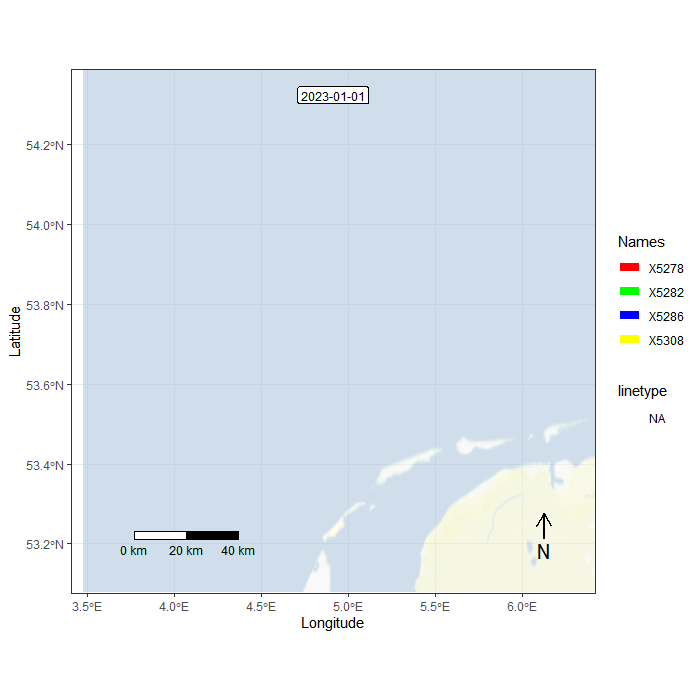 2023-01-01
54.2°N
54.0°N
53.8°N
53.6°N
53.4°N
53.2°N
Latitude
0 km 20 km 40 km
N
3.5°E 4.0°E 4.5°E 5.0°E 5.5°E 6.0°E
Longitude
Names
X5278
X5282
X5286
X5308
linetype
NA